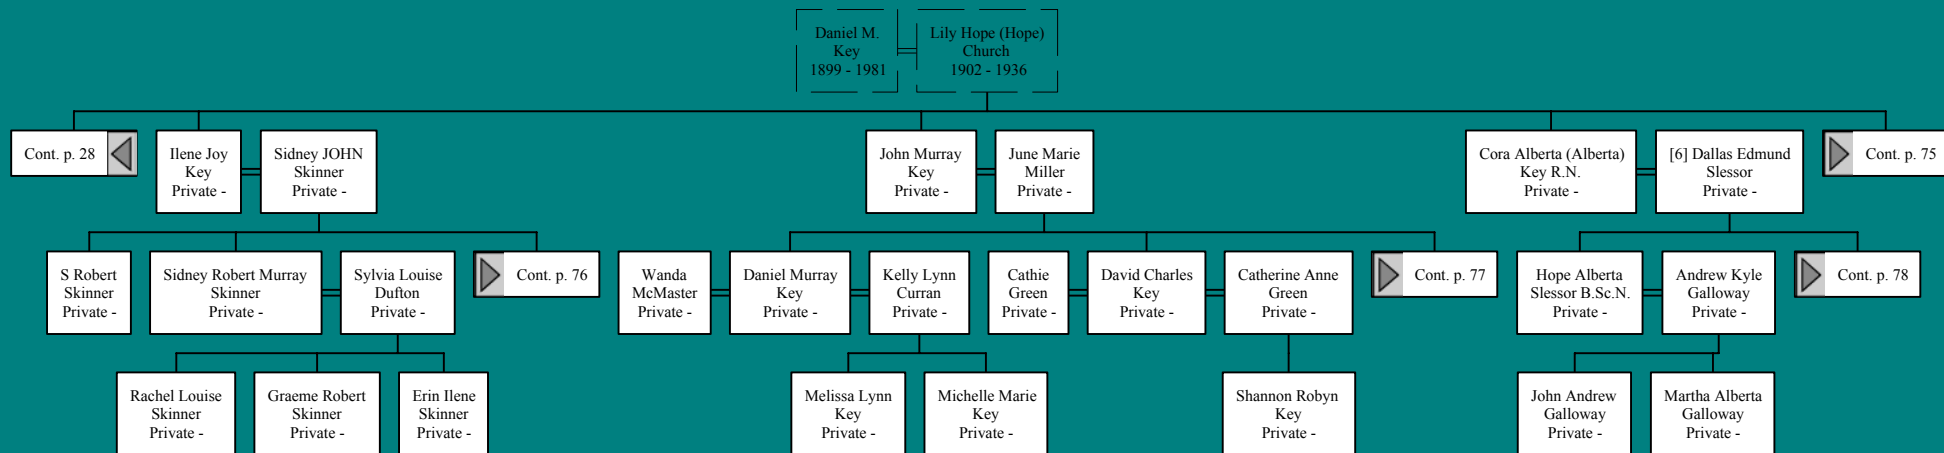 Daniel M.
Key
1899 - 1981
Lily Hope (Hope)
Church
1902 - 1936
Cont. p. 28
Ilene Joy
Key
Private -
Sidney JOHN
Skinner
Private -
John Murray
Key
Private -
June Marie
Miller
Private -
Cora Alberta (Alberta)
Key R.N.
Private -
[6] Dallas Edmund
Slessor
Private -
Cont. p. 75
S Robert
Skinner
Private -
Sidney Robert Murray
Skinner
Private -
Sylvia Louise
Dufton
Private -
Cont. p. 76
Wanda
McMaster
Private -
Daniel Murray
Key
Private -
Kelly Lynn
Curran
Private -
Cathie
Green
Private -
David Charles
Key
Private -
Catherine Anne
Green
Private -
Cont. p. 77
Hope Alberta
Slessor B.Sc.N.
Private -
Andrew Kyle
Galloway
Private -
Cont. p. 78
Rachel Louise
Skinner
Private -
Graeme Robert
Skinner
Private -
Erin Ilene
Skinner
Private -
Melissa Lynn
Key
Private -
Michelle Marie
Key
Private -
Shannon Robyn
Key
Private -
John Andrew
Galloway
Private -
Martha Alberta
Galloway
Private -